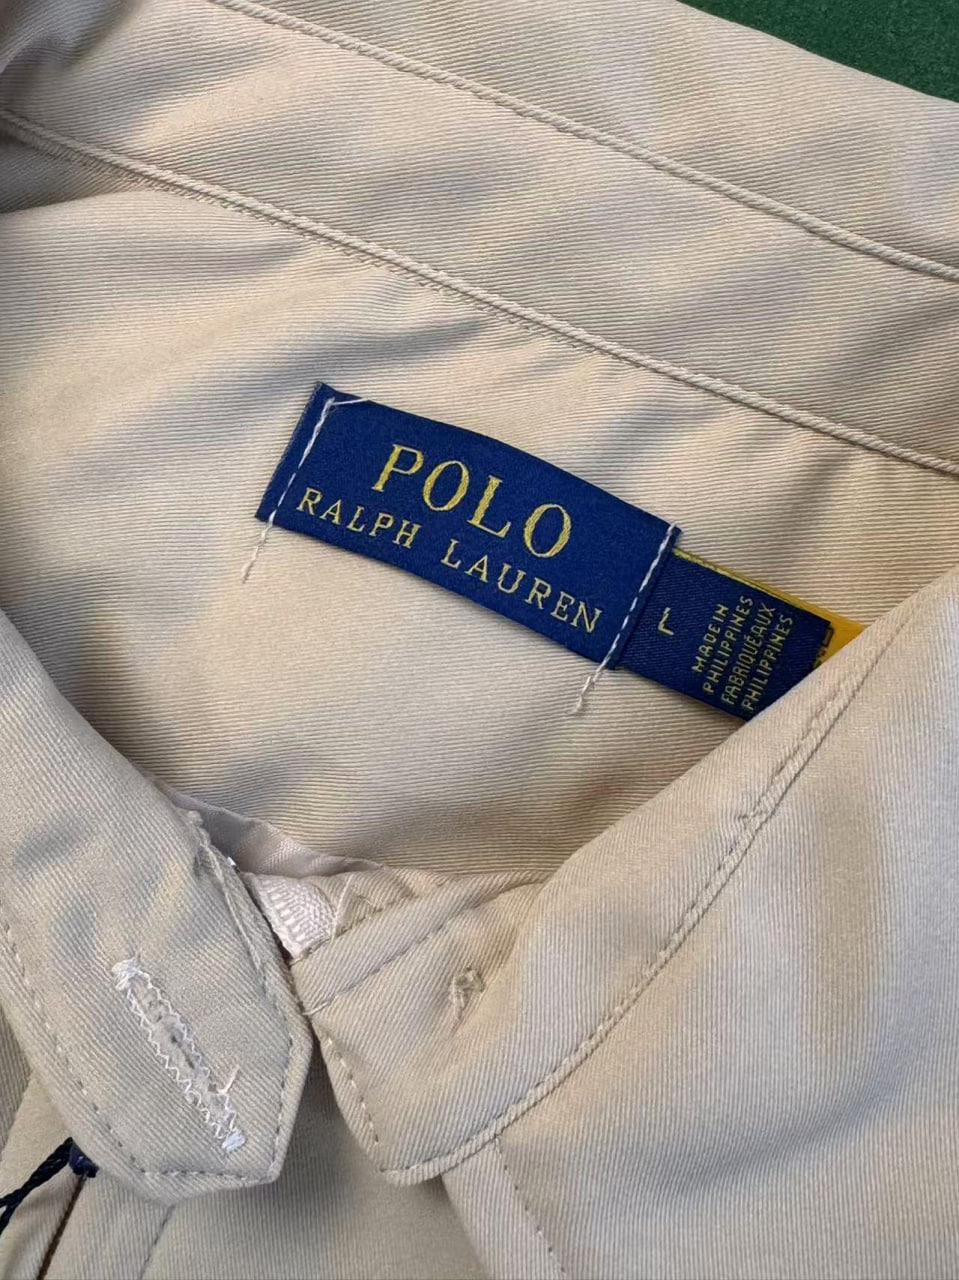 POLO
RALPH LAUREN
L
MADE IN
PHILIPPINES
FABRIQUÉ AUX
PHILIPPINES